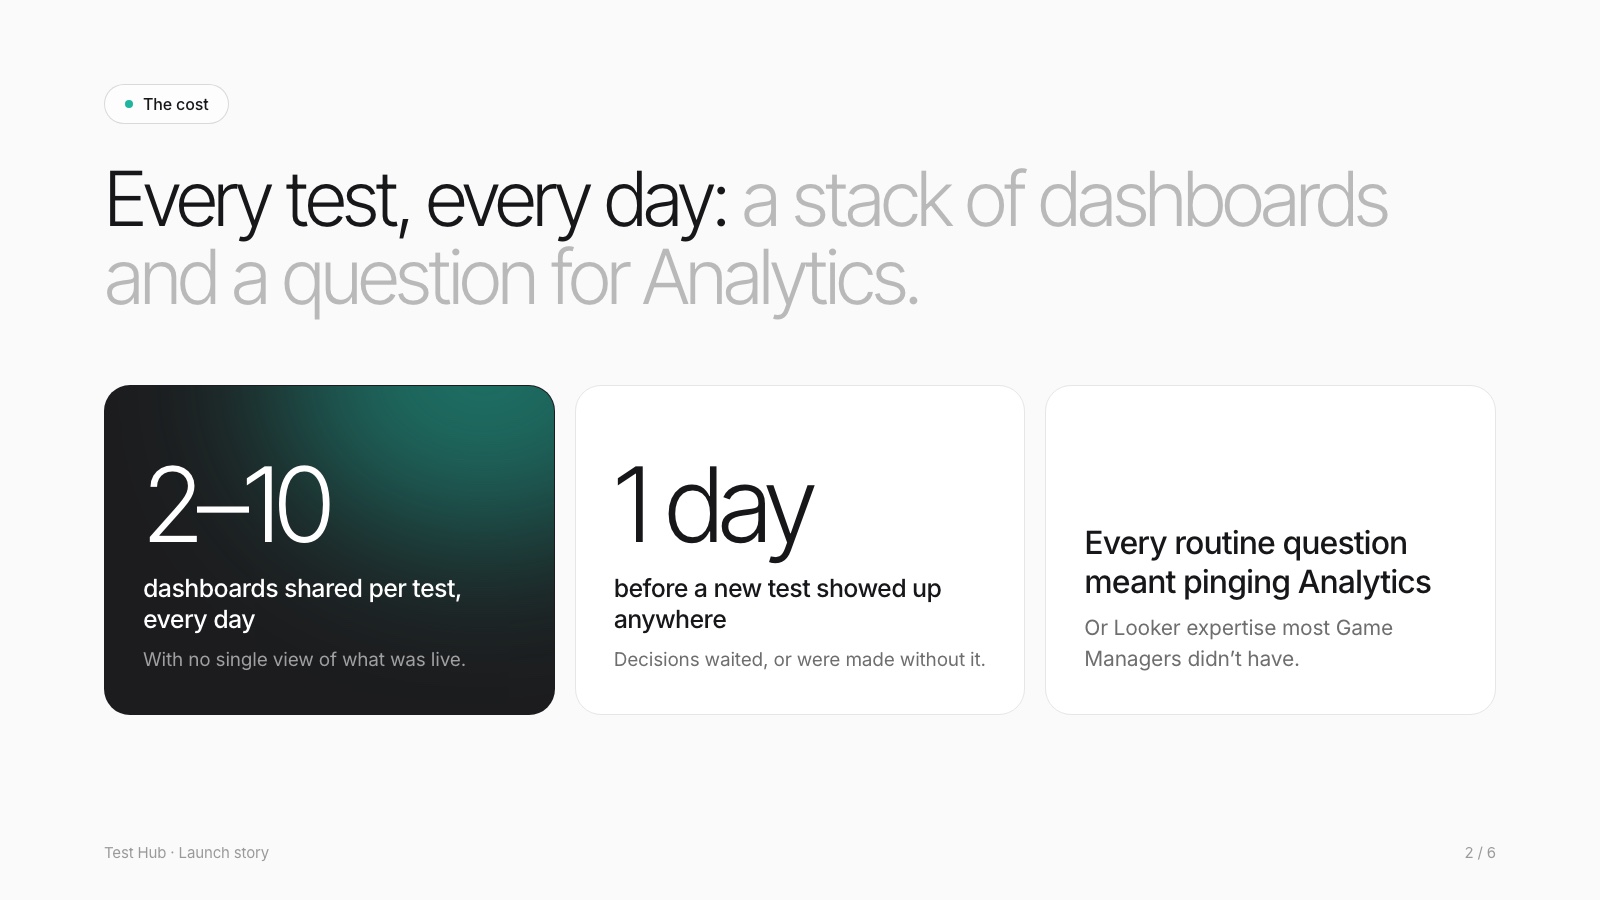 The cost
Every test, every day: a stack of dashboards
and a question for Analytics.
2–10
dashboards shared per test,
every day
With no single view of what was live.
1 day
before a new test showed up
anywhere
Decisions waited, or were made without it.
Every routine question
meant pinging Analytics
Or Looker expertise most Game
Managers didn’t have.
Test Hub · Launch story
2 / 6